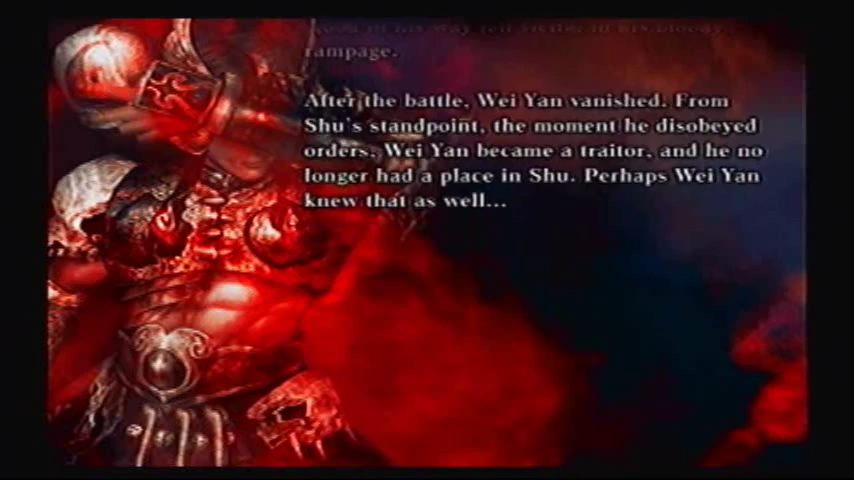 rampage.
After the battle, Wei Yan vanished. From
Shu's standpoint, the moment he disobeyed
orders, Wei Yan became a traitor, and he no
longer had a place in Shu. Perhaps Wei Yan
knew that as well...